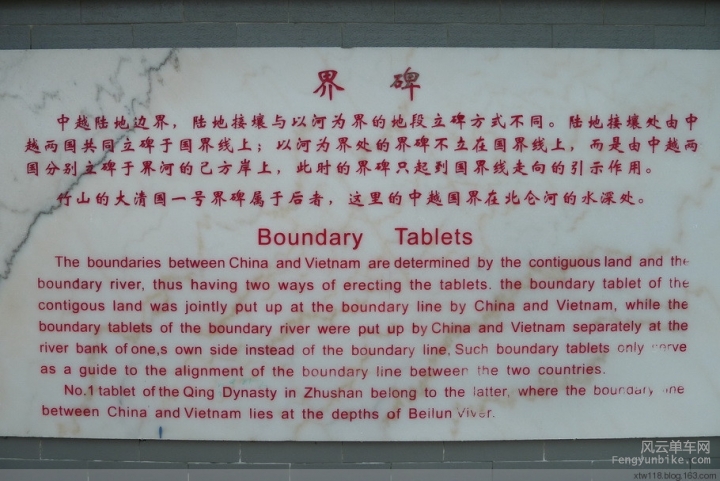 界 碑
中越陆地边界，陆地接壤与以河为界的地段立碑方式不同。陆地接壤处由中
越两国共同立碑于国界线上；以河为界处的界碑不立在国界线上，而是由中越两
国分别立碑于界河的己方岸上，此时的界碑只起到国界线走向的引示作用。
竹山的大清国一号界碑属于后者，这里的中越国界在北仑河的水深处。
Boundary Tablets
The boundaries between China and Vietnam are determined by the contiguous land and the
boundary river, thus having two ways of erecting the tablets. the boundary tablet of the
contigous land was jointly put up at the boundary line by China and Vietnam, while the
boundary tablets of the boundary river were put up by China and Vietnam separately at the
river bank of one,s own side instead of the boundary line. Such boundary tablets only serve
as a guide to the alignment of the boundary line between the two countries.
No.1 tablet of the Qing Dynasty in Zhushan belong to the latter, where the boundary line
between China and Vietnam lies at the depths of Beilun Viver.
风云单车网
Fengyunbike.com
xtw118.blog.163.com